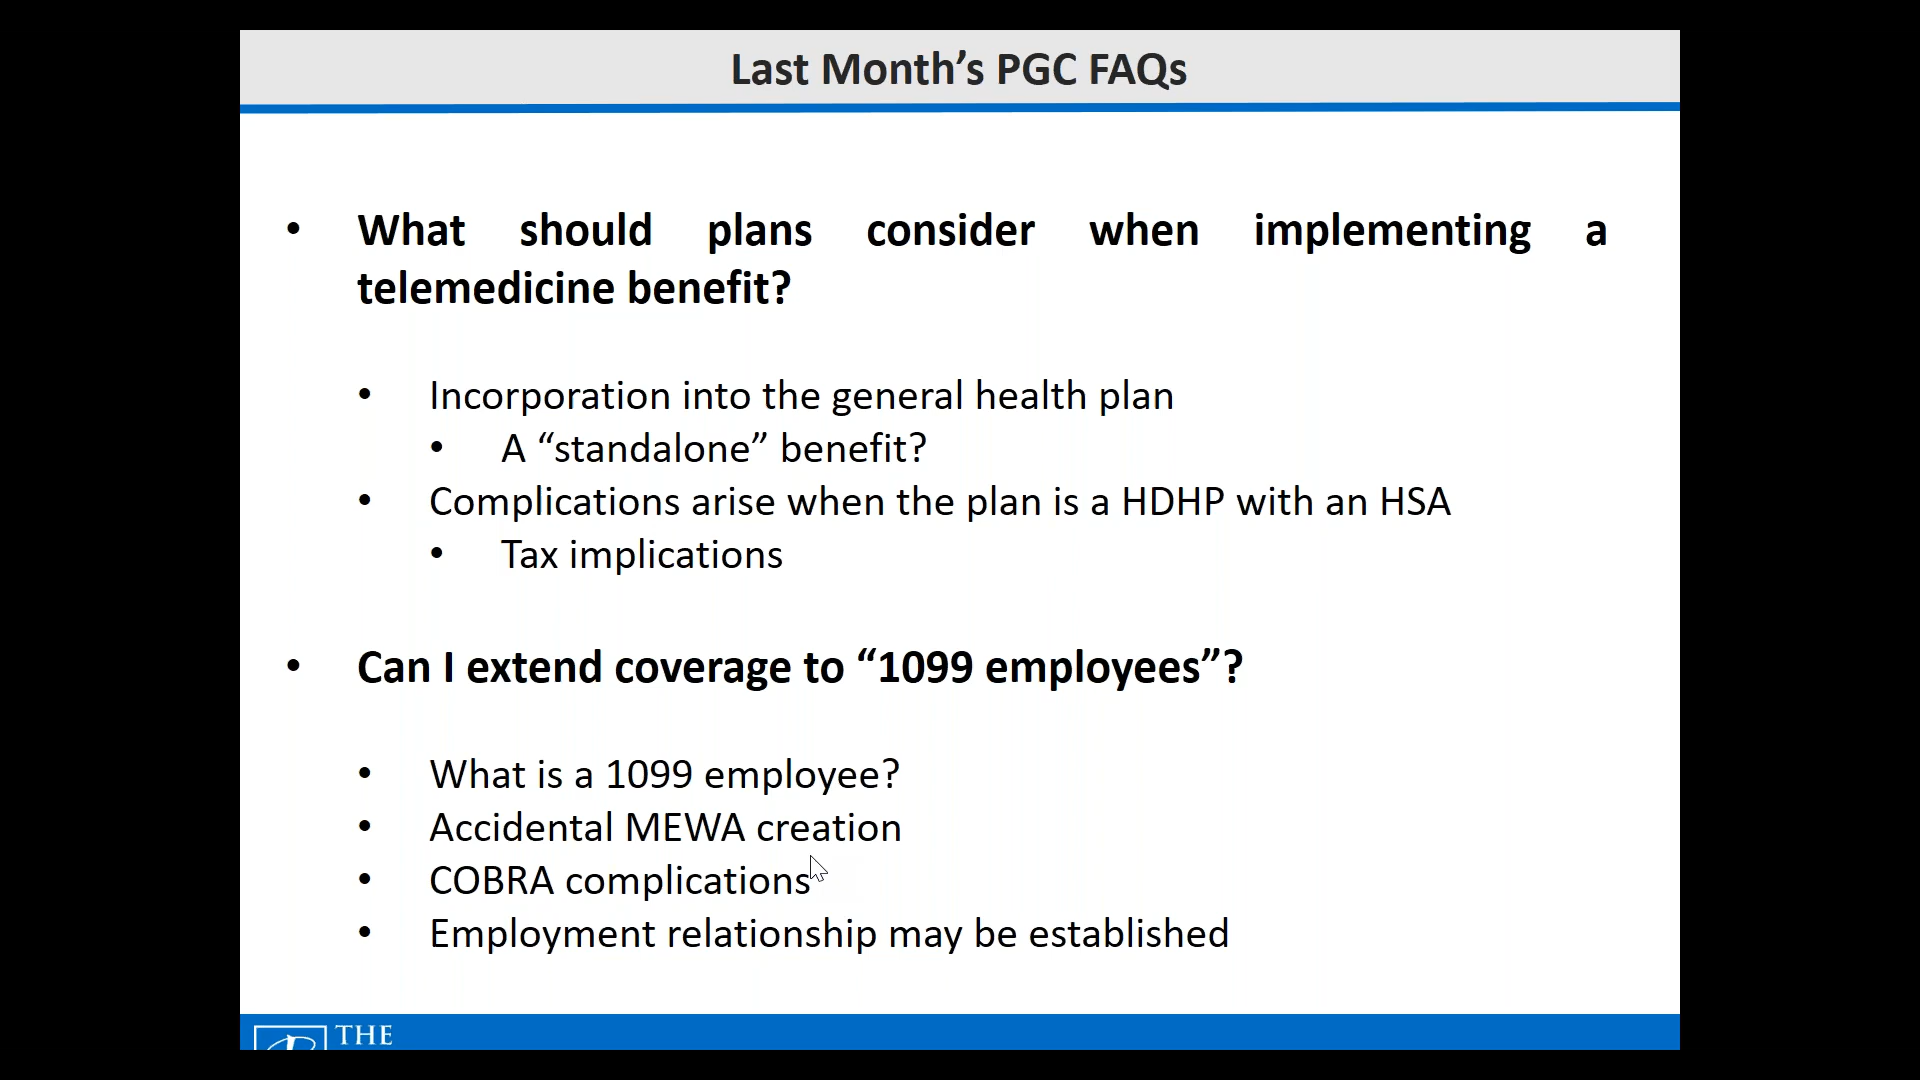 Last Month’s PGC FAQs
• What should plans consider when implementing a
telemedicine benefit?
• Incorporation into the general health plan
• A “standalone” benefit?
• Complications arise when the plan is a HDHP with an HSA
• Tax implications
• Can I extend coverage to “1099 employees”?
• What is a 1099 employee?
• Accidental MEWA creation
• COBRA complications
• Employment relationship may be established
THE